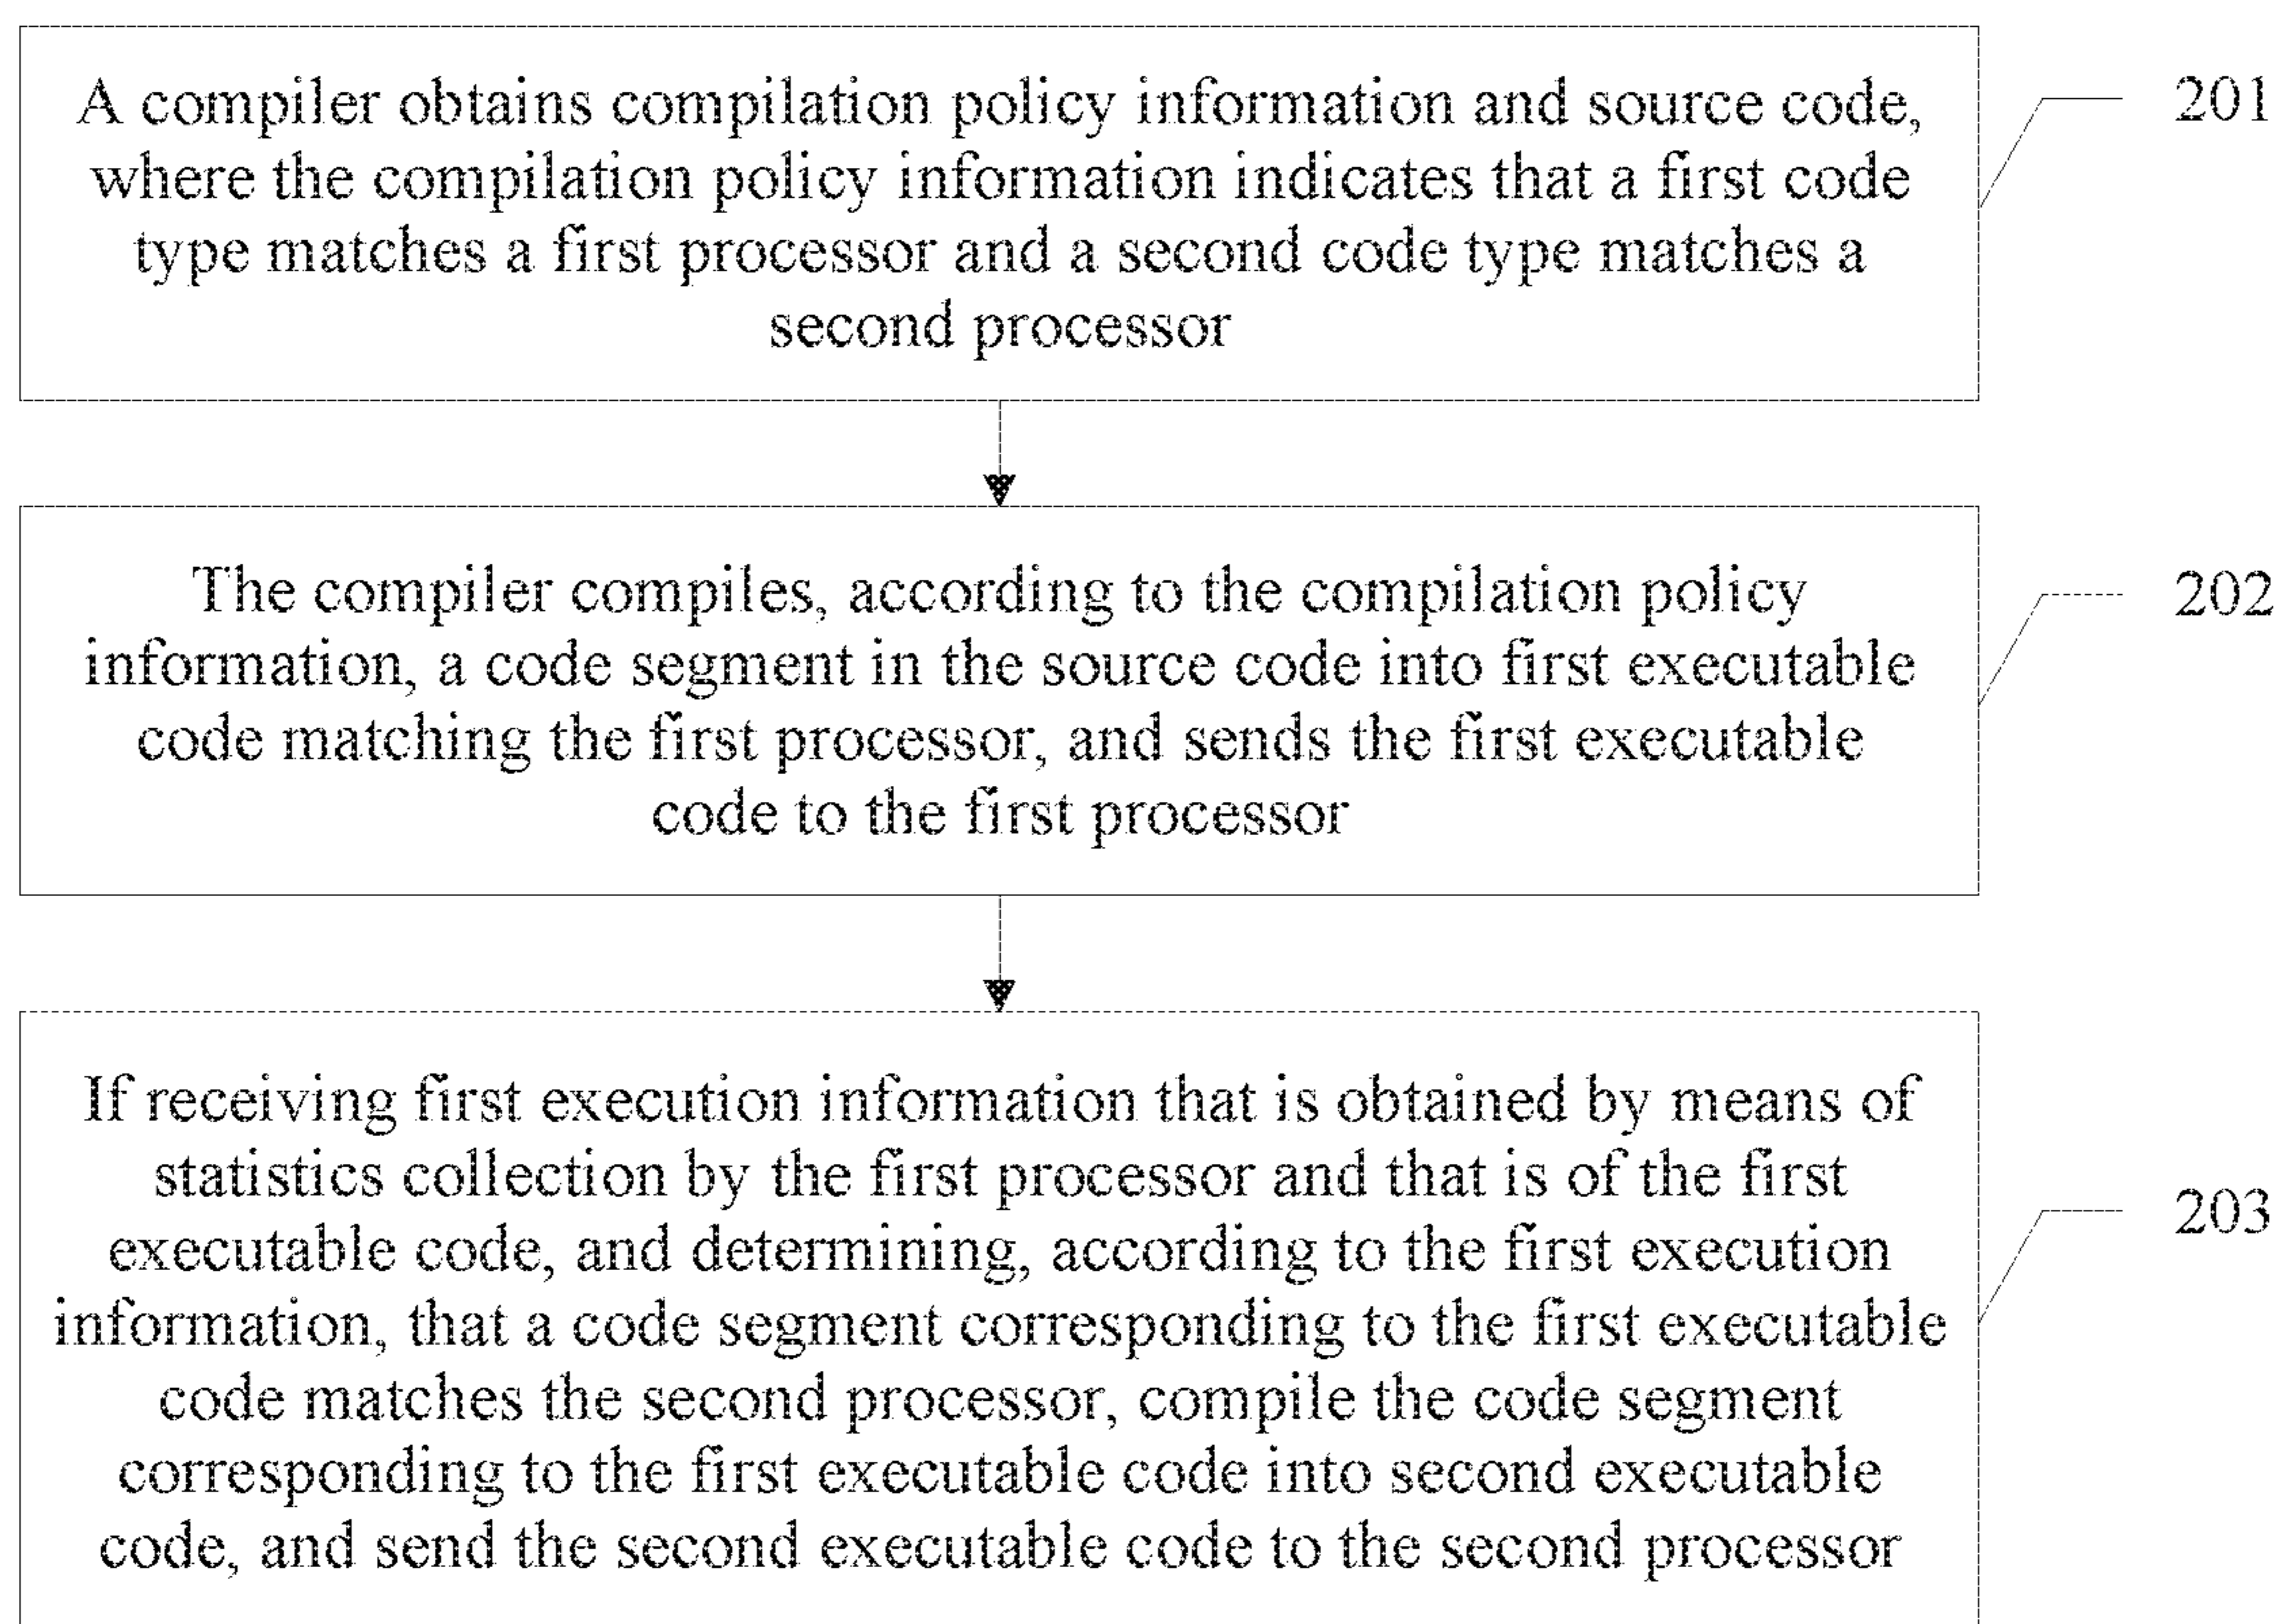 A compiler obtains compilation policy information and source code,
where the compilation policy information indicates that a first code
type matches a first processor and a second code type matches a
second processor
201
The compiler compiles, according to the compilation policy
information, a code segment in the source code into first executable
code matching the first processor, and sends the first executable
code to the first processor
202
If receiving first execution information that is obtained by means of
statistics collection by the first processor and that is of the first
executable code, and determining, according to the first execution
information, that a code segment corresponding to the first executable
code matches the second processor, compile the code segment
corresponding to the first executable code into second executable
code, and send the second executable code to the second processor
203